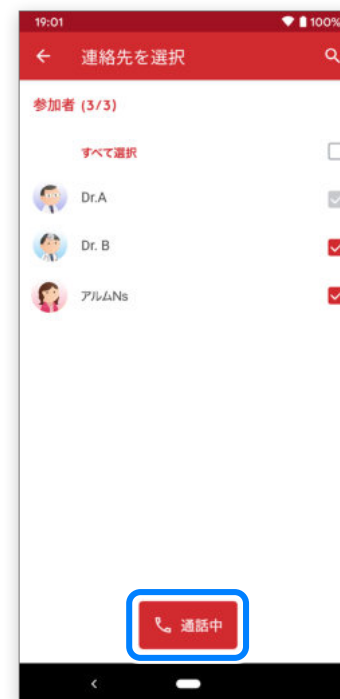 19:01 100%
連絡先を選択
参加者 (3/3)
すべて選択
Dr.A
Dr. B
アルムNs
通話中